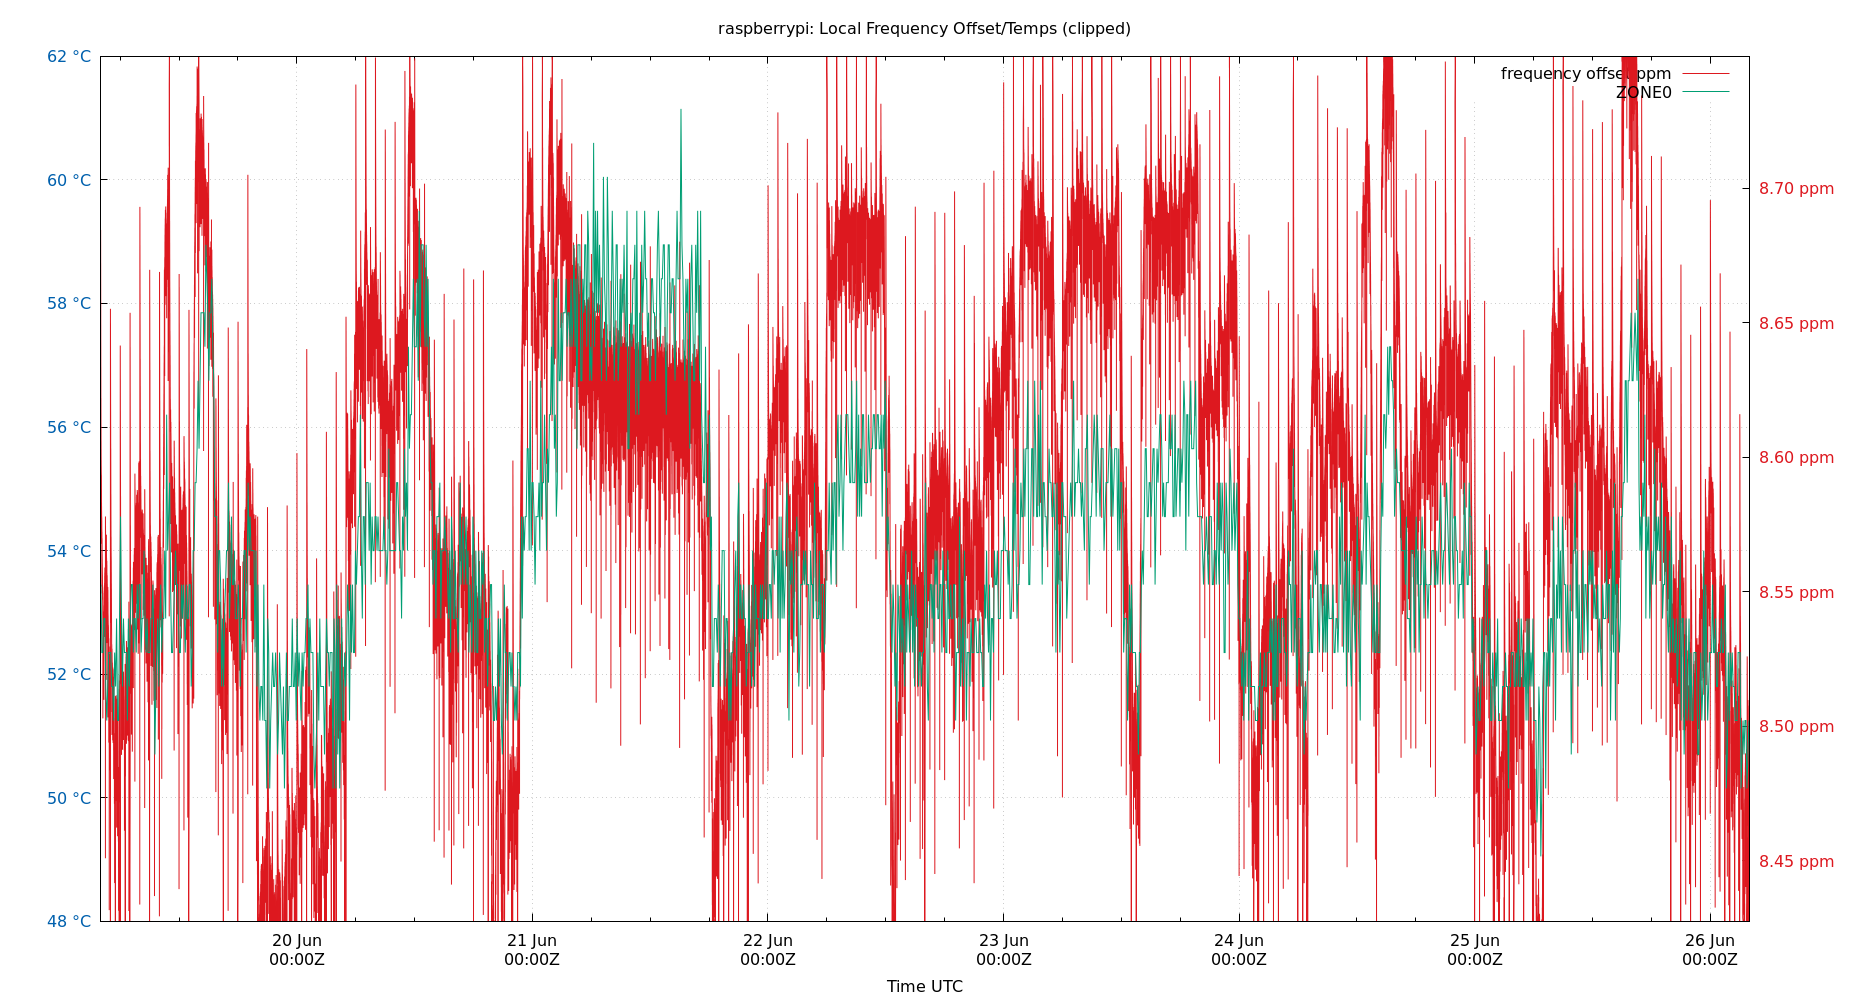 raspberrypi: Local Frequency Offset/Temps (clipped)
62 °C
60 °C
58 °C
56 °C
54 °C
52 °C
50 °C
48 °C
frequency offset ppm
ZONE0
8.70 ppm
8.65 ppm
8.60 ppm
8.55 ppm
8.50 ppm
8.45 ppm
20 Jun
00:00Z
21 Jun
00:00Z
22 Jun
00:00Z
23 Jun
00:00Z
24 Jun
00:00Z
25 Jun
00:00Z
26 Jun
00:00Z
Time UTC